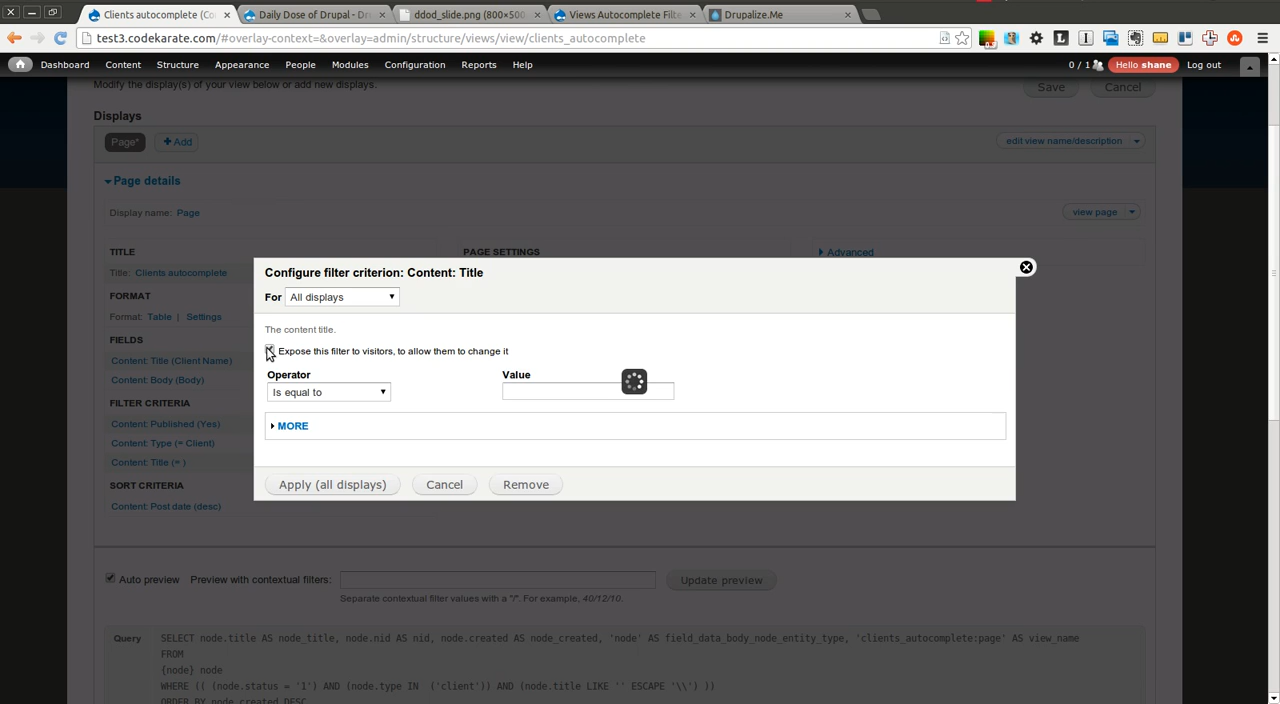 Clients autocomplete (Co
Daily Dose of Drupal - Dr
ddod_slide.png (800×500
Views Autocomplete Filte
Drupalize.Me
test3.codekarate.com/#overlay-context=&overlay=admin/structure/views/view/clients_autocomplete
Dashboard Content Structure Appearance People Modules Configuration Reports Help 0 / 1 Hello shane Log out
Modify the display(s) of your view below or add new displays.
Save Cancel
Displays
Page* +Add edit view name/description
Page details
Display name: Page view page
TITLE PAGE SETTINGS Advanced
Title: Clients autocomplete
FORMAT
Format: Table | Settings
FIELDS
Content: Title (Client Name)
Content: Body (Body)
FILTER CRITERIA
Content: Published (Yes)
Content: Type (= Client)
Content: Title (= )
SORT CRITERIA
Content: Post date (desc)
Configure filter criterion: Content: Title
For All displays
The content title.
Expose this filter to visitors, to allow them to change it
Operator Value
Is equal to
MORE
Apply (all displays) Cancel Remove
Auto preview Preview with contextual filters: Update preview
Separate contextual filter values with a "/". For example, 40/12/10.
Query SELECT node.title AS node_title, node.nid AS nid, node.created AS node_created, 'node' AS field_data_body_node_entity_type, 'clients_autocomplete:page' AS view_name
FROM
{node} node
WHERE (( (node.status = '1') AND (node.type IN ('client')) AND (node.title LIKE '' ESCAPE '\\') ))
ORDER BY node_created DESC